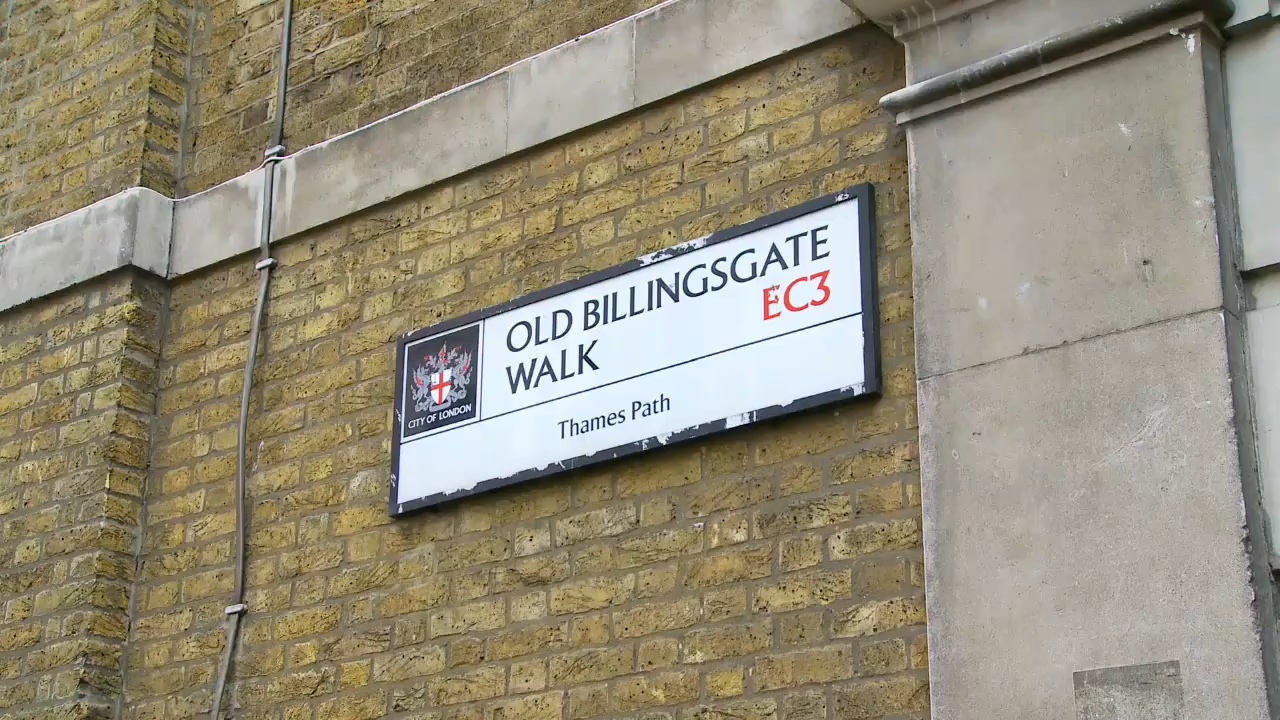 OLD BILLINGSGATE
WALK
EC3
Thames Path
CITY OF LONDON